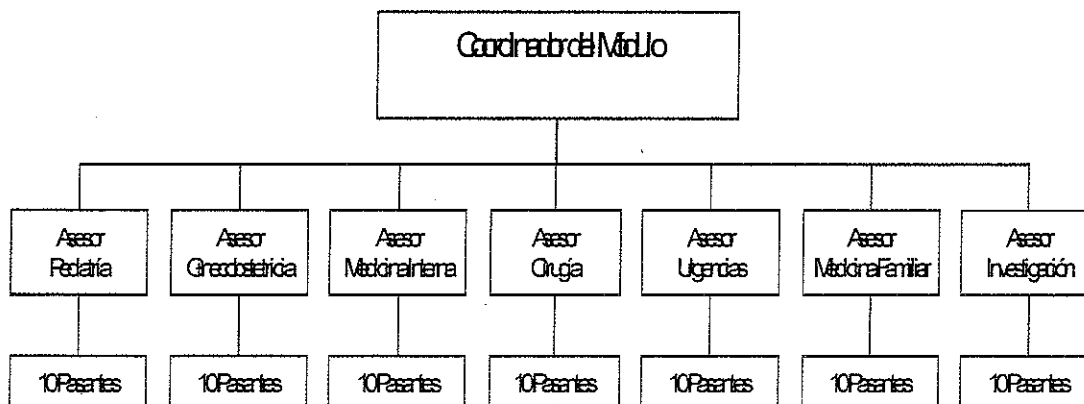 Coordinador del Módulo
Asesor
Pediatría
Asesor
Ginecobstetricia
Asesor
Medicina Interna
Asesor
Cirugía
Asesor
Urgencias
Asesor
Medicina Familiar
Asesor
Investigación
10 Pasantes
10 Pasantes
10 Pasantes
10 Pasantes
10 Pasantes
10 Pasantes
10 Pasantes